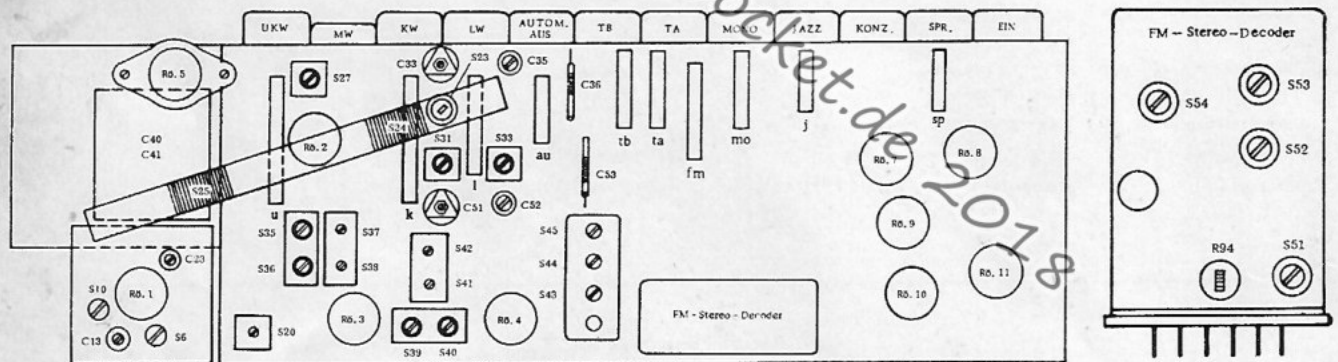 UKW MW KW LW AUTOM. AUS TB TA MONO JAZZ KONZ. SPR. EIN
FM - Stereo - Decoder
Rö. 5 S27 C33 S23 C35 C36
S54 S53
C40
C41
S24 Rö. 2 S31 S33 au tb ta mo j sp
S52
Rö. 7 Rö. 8
S25 l fm
C53
u k C51 C52
S35 S37 S42 S45 Rö. 9
C23 S36 S38 S41 S44 R94 S51
S10 Rö. 1 S43 Rö. 10 Rö. 11
C13 S6 S20 Rö. 3 S39 S40 Rö. 4
FM - Stereo - Decoder
ocket.de 2018